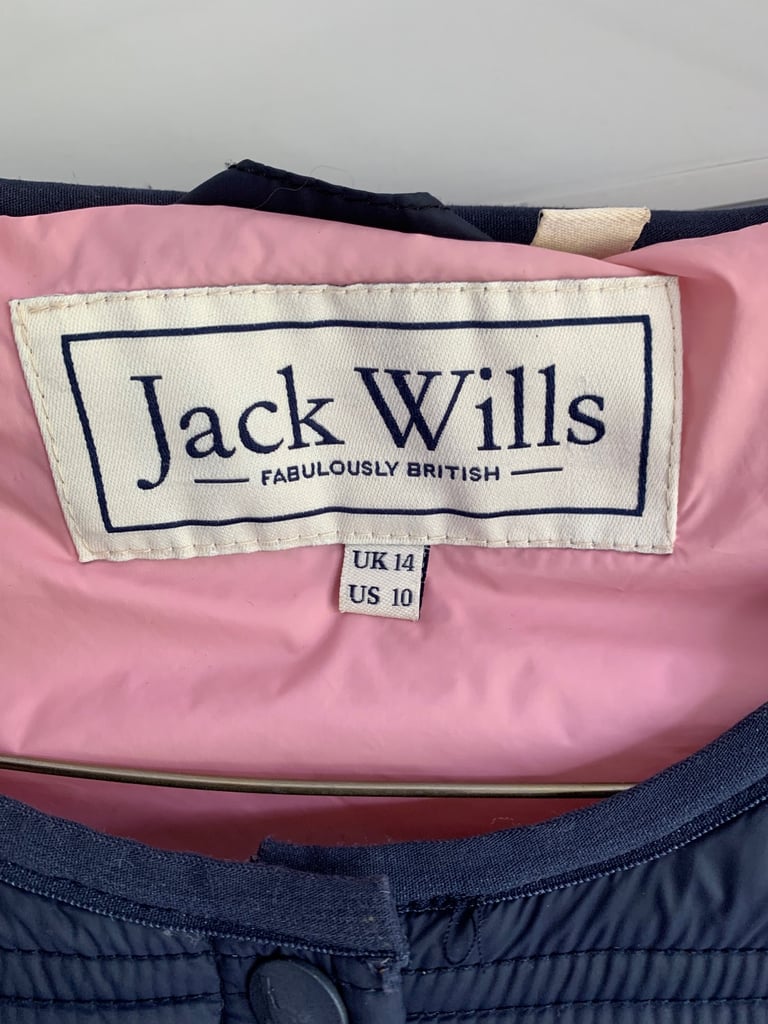 Jack Wills
FABULOUSLY BRITISH
UK 14
US 10